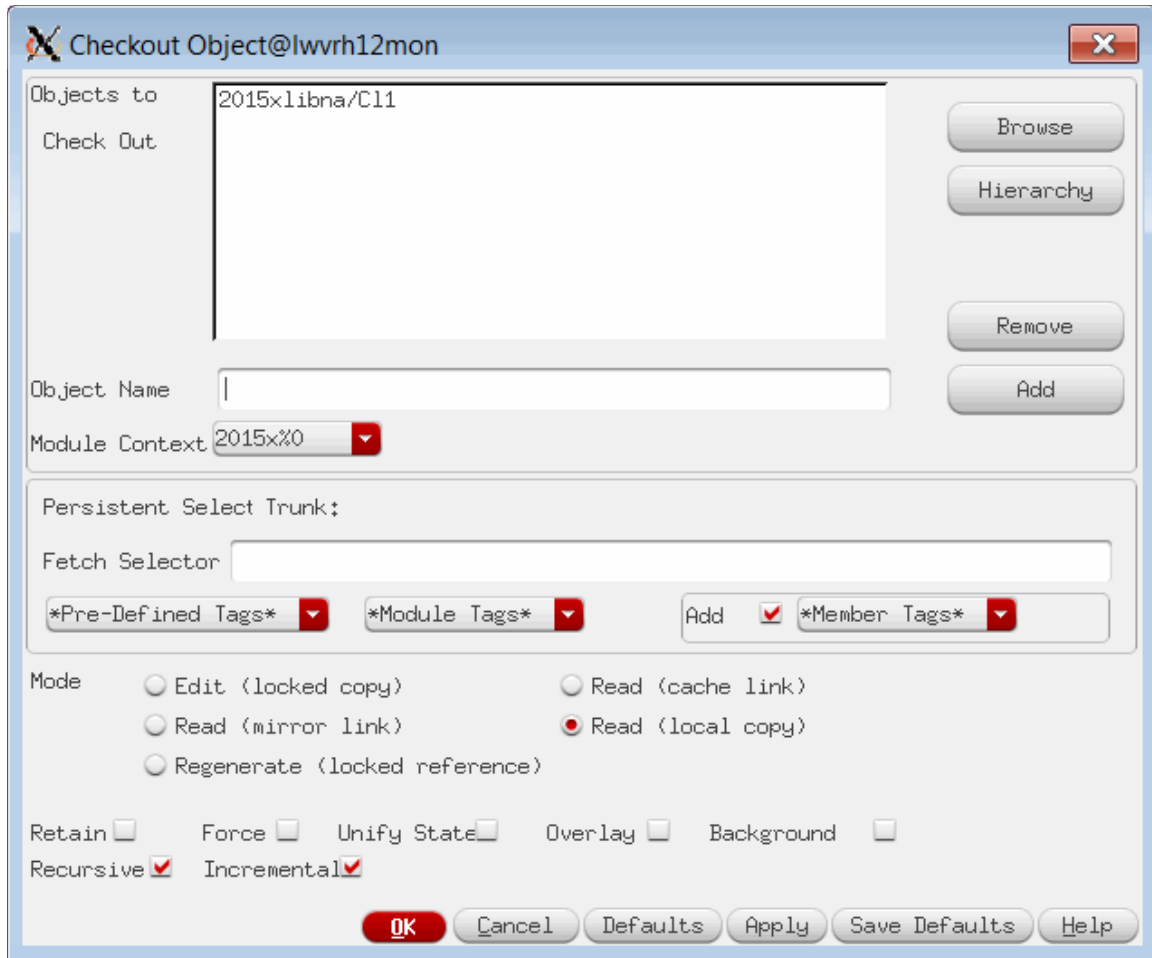 Checkout Object@lwvrh12mon
Objects to
Check Out
2015xlibna/Cl1
Browse
Hierarchy
Remove
Object Name
Add
Module Context 2015x%0
Persistent Select Trunk:
Fetch Selector
*Pre-Defined Tags* *Module Tags* Add *Member Tags*
Mode Edit (locked copy) Read (cache link)
Read (mirror link) Read (local copy)
Regenerate (locked reference)
Retain Force Unify State Overlay Background
Recursive Incremental
OK Cancel Defaults Apply Save Defaults Help